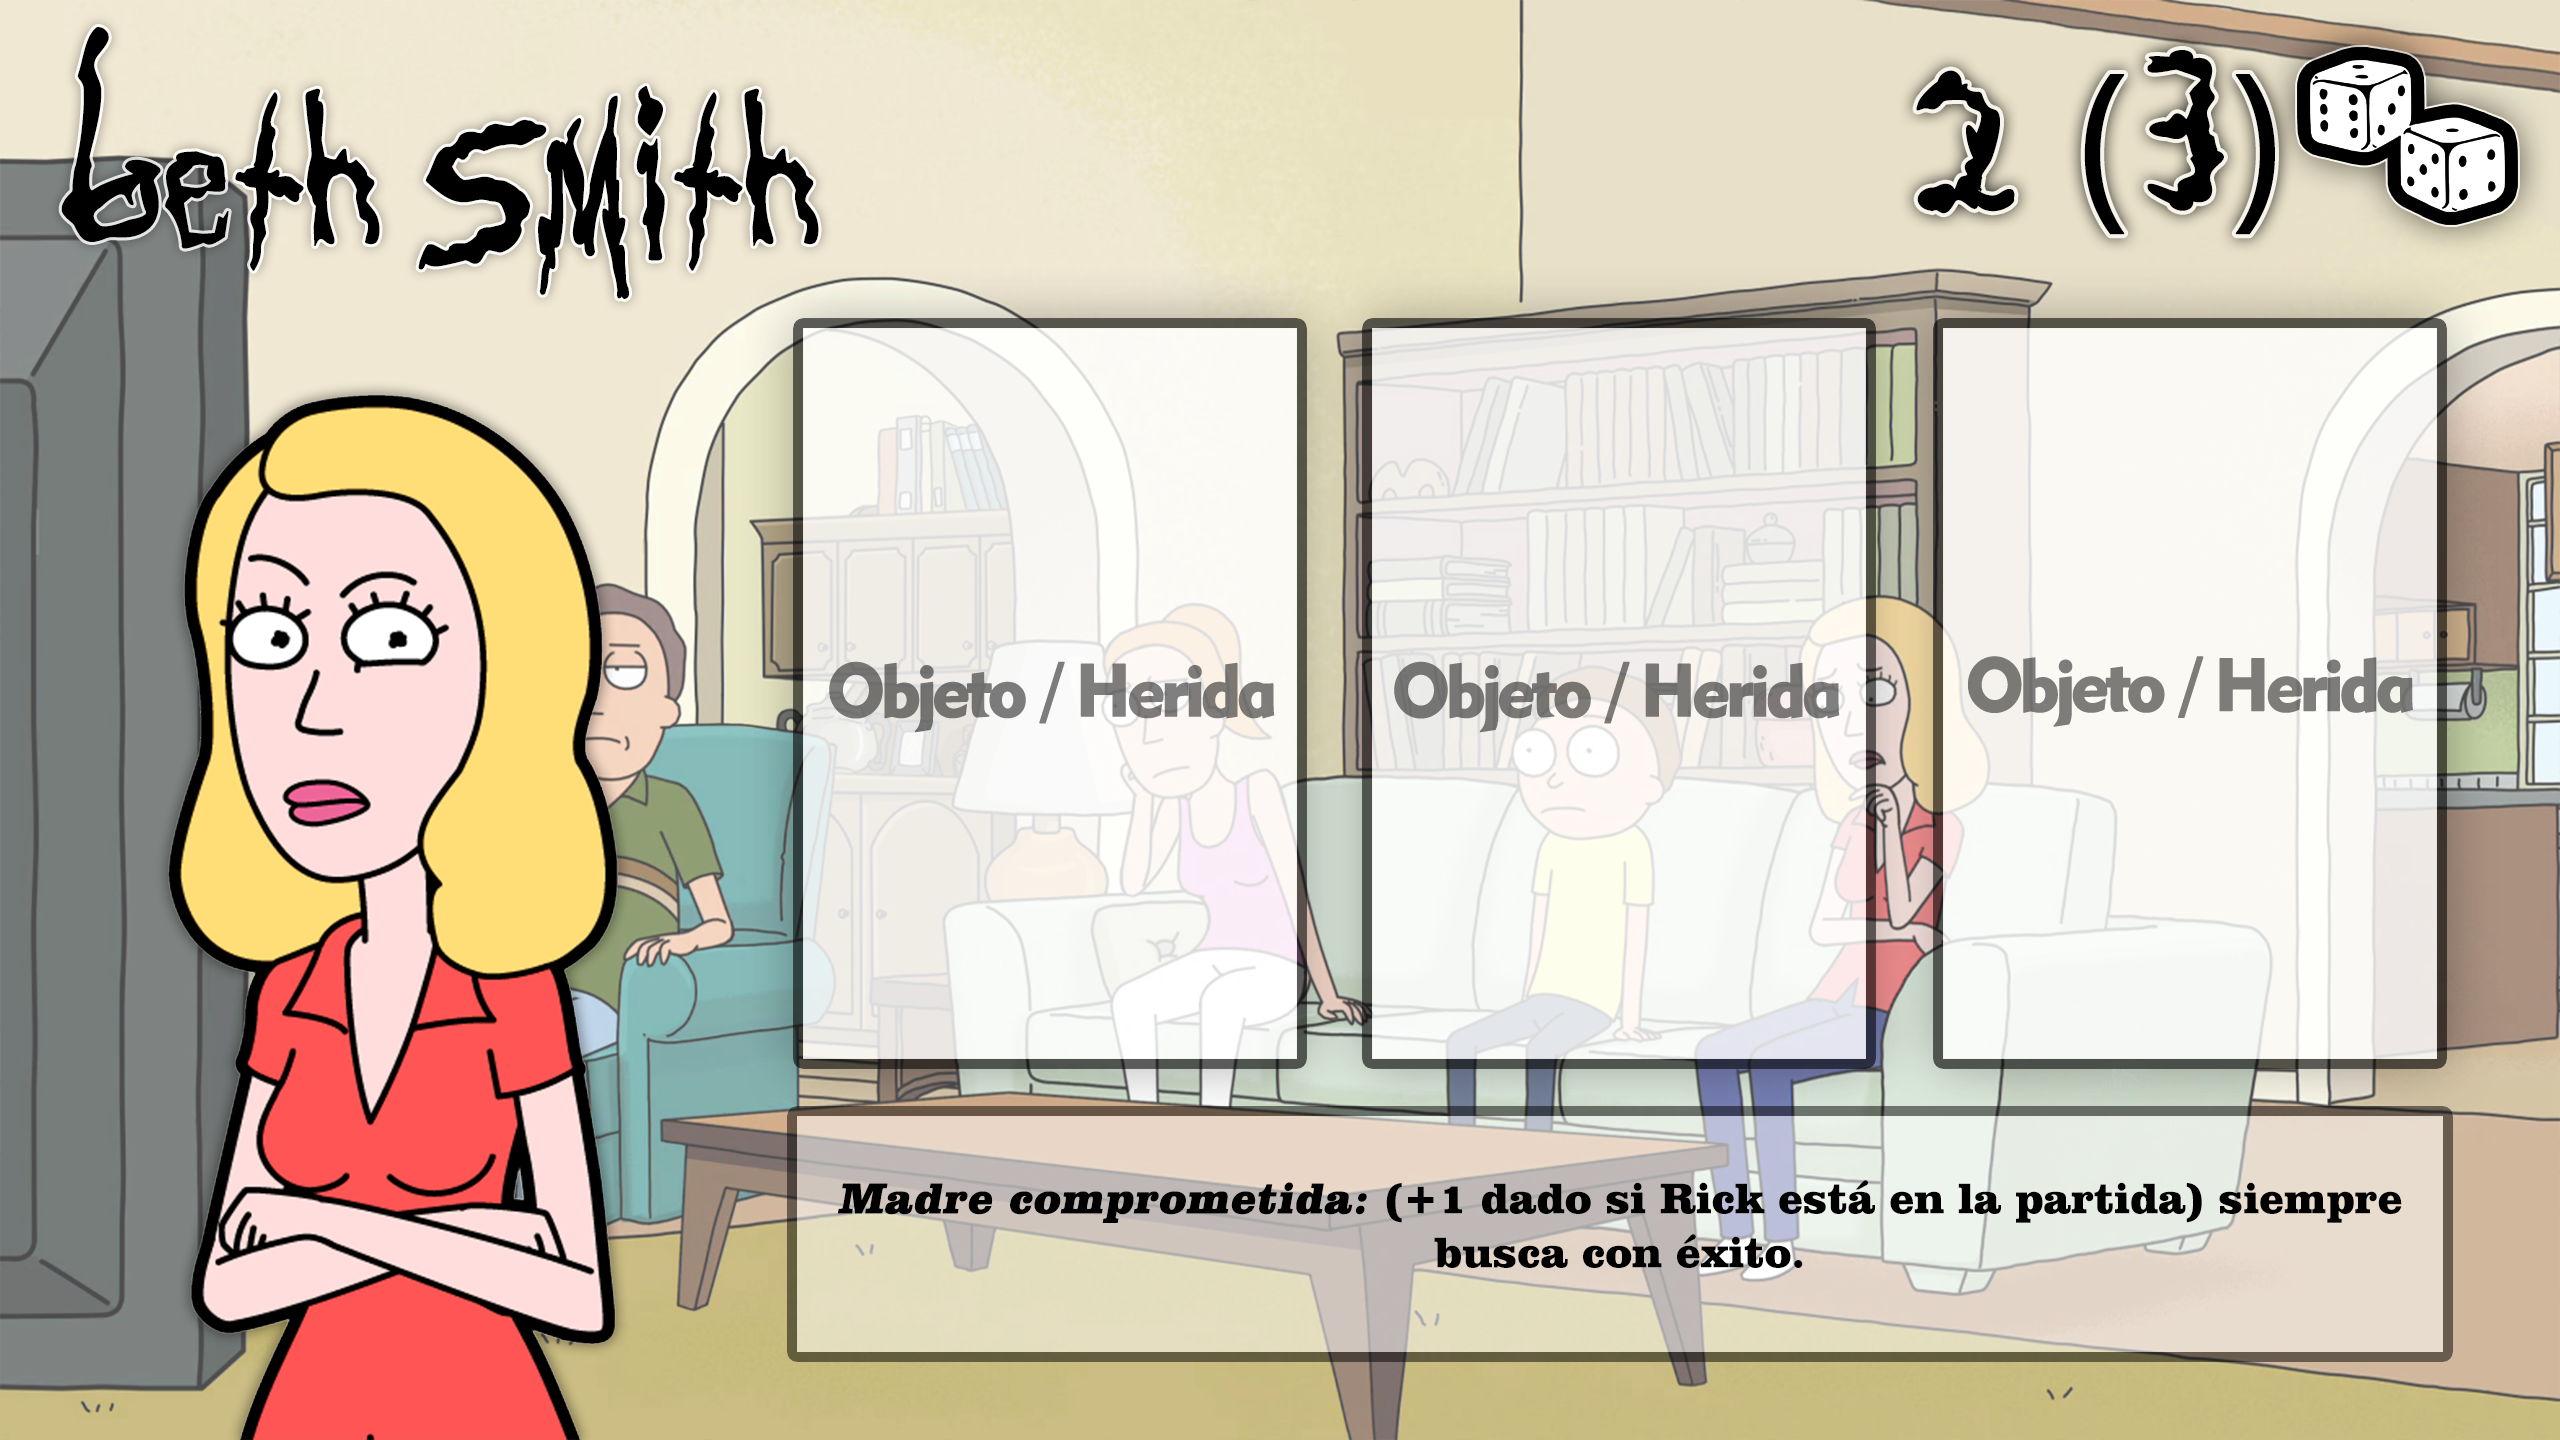 beth smith
2 (3)
Objeto / Herida
Objeto / Herida
Objeto / Herida
Madre comprometida: (+1 dado si Rick está en la partida) siempre
busca con éxito.